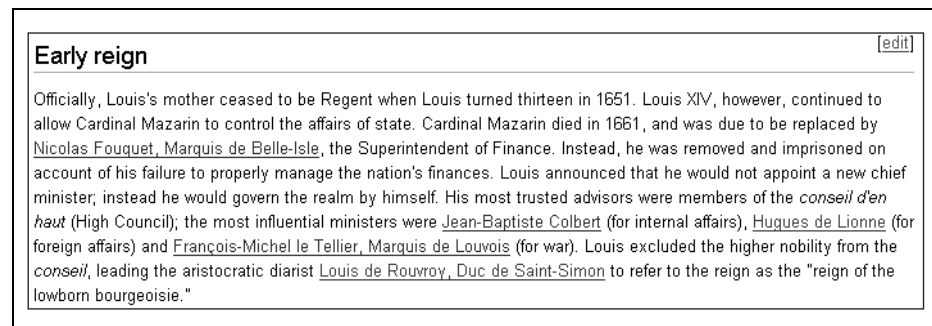 [edit]
Early reign
Officially, Louis's mother ceased to be Regent when Louis turned thirteen in 1651. Louis XIV, however, continued to
allow Cardinal Mazarin to control the affairs of state. Cardinal Mazarin died in 1661, and was due to be replaced by
Nicolas Fouquet, Marquis de Belle-Isle, the Superintendent of Finance. Instead, he was removed and imprisoned on
account of his failure to properly manage the nation's finances. Louis announced that he would not appoint a new chief
minister; instead he would govern the realm by himself. His most trusted advisors were members of the conseil d'en
haut (High Council); the most influential ministers were Jean-Baptiste Colbert (for internal affairs), Hugues de Lionne (for
foreign affairs) and François-Michel le Tellier, Marquis de Louvois (for war). Louis excluded the higher nobility from the
conseil, leading the aristocratic diarist Louis de Rouvroy, Duc de Saint-Simon to refer to the reign as the "reign of the
lowborn bourgeoisie."